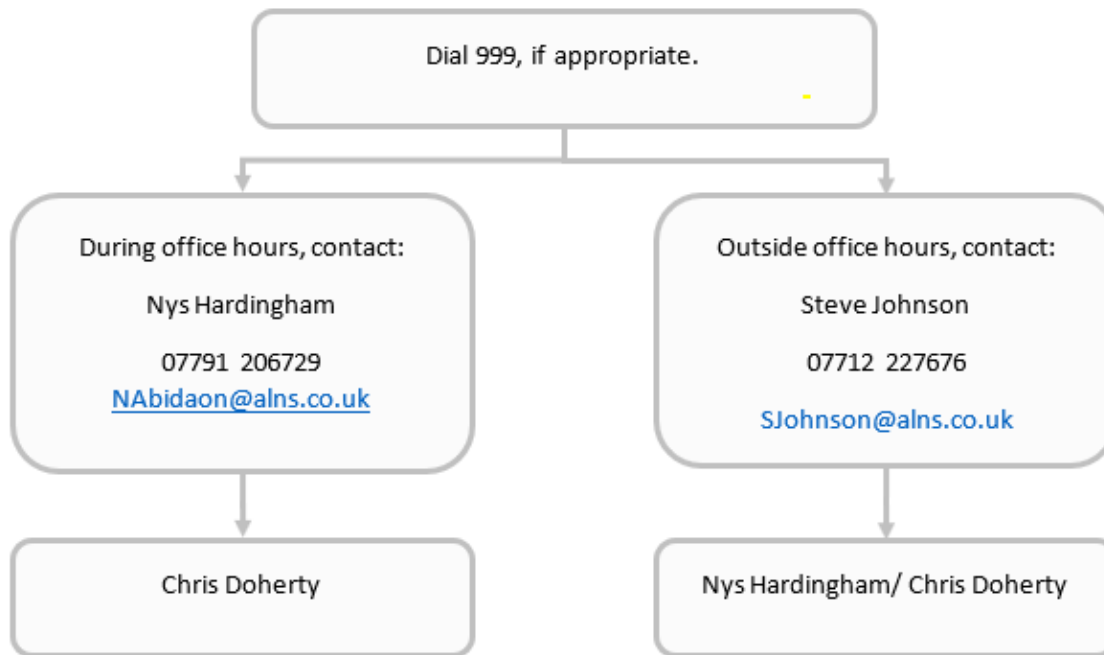 Dial 999, if appropriate.
During office hours, contact:
Nys Hardingham
07791 206729
NAbidaon@alns.co.uk
Outside office hours, contact:
Steve Johnson
07712 227676
SJohnson@alns.co.uk
Chris Doherty
Nys Hardingham/ Chris Doherty